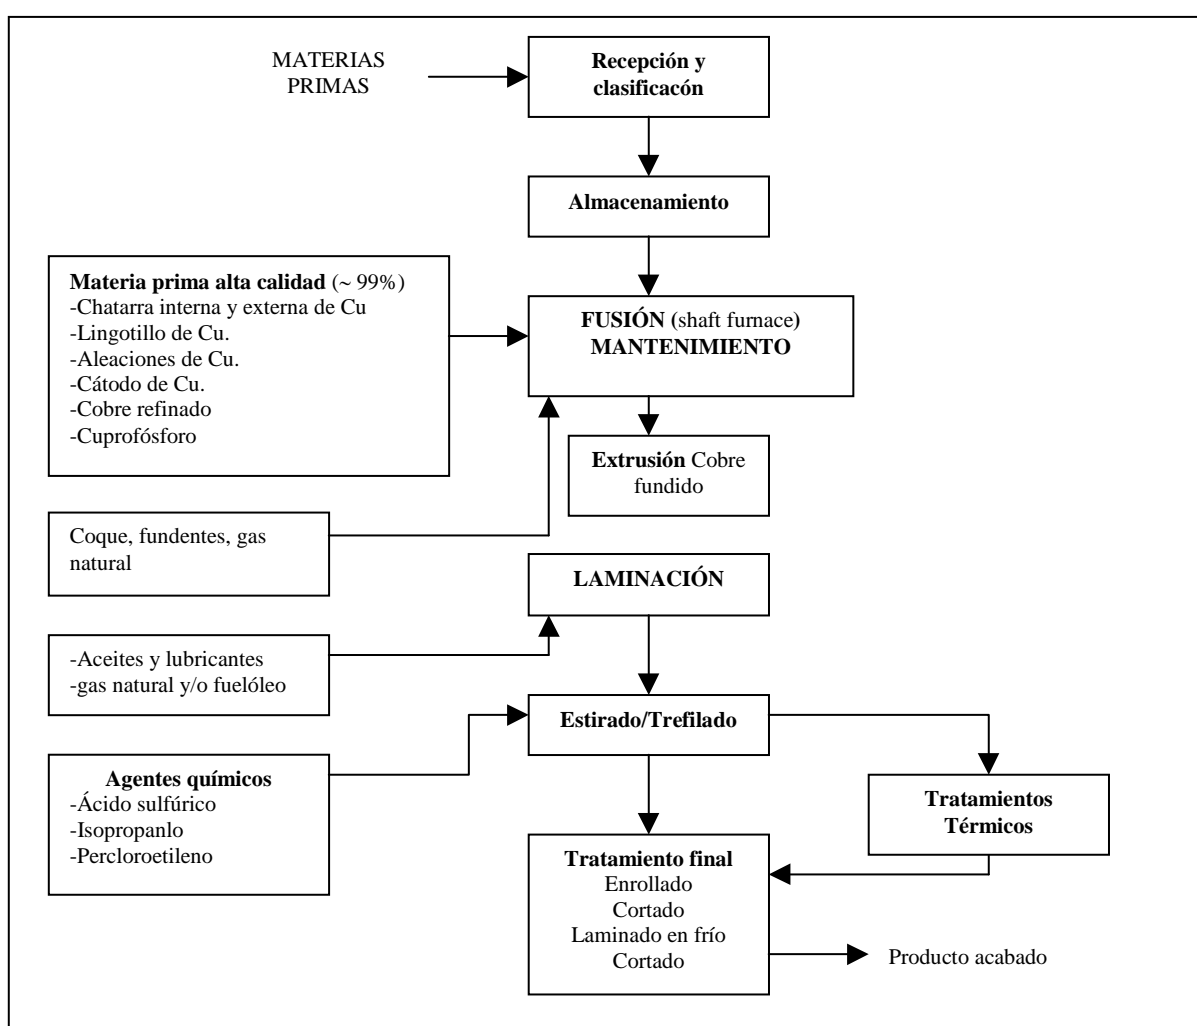 MATERIAS
PRIMAS
Recepción y
clasificacón
Almacenamiento
Materia prima alta calidad (~ 99%)
-Chatarra interna y externa de Cu
-Lingotillo de Cu.
-Aleaciones de Cu.
-Cátodo de Cu.
-Cobre refinado
-Cuprofósforo
FUSIÓN (shaft furnace)
MANTENIMIENTO
Extrusión Cobre
fundido
Coque, fundentes, gas
natural
LAMINACIÓN
-Aceites y lubricantes
-gas natural y/o fuelóleo
Estirado/Trefilado
Agentes químicos
-Ácido sulfúrico
-Isopropanlo
-Percloroetileno
Tratamientos
Térmicos
Tratamiento final
Enrollado
Cortado
Laminado en frío
Cortado
Producto acabado